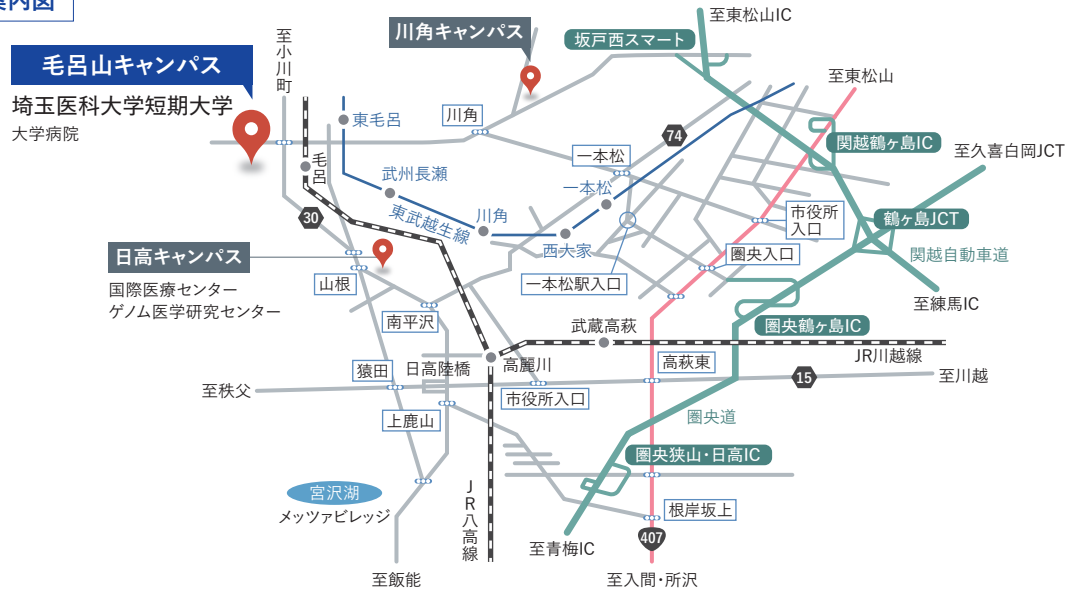 案内図
毛呂山キャンパス
埼玉医科大学短期大学
大学病院
至小川町
川角キャンパス
坂戸西スマート
至東松山IC
至東松山
東毛呂
川角
74
一本松
関越鶴ヶ島IC
至久喜白岡JCT
毛呂
武州長瀬
一本松
30
東武越生線
川角
西大家
市役所
入口
鶴ヶ島JCT
日高キャンパス
国際医療センター
ゲノム医学研究センター
山根
一本松駅入口
圏央入口
関越自動車道
至練馬IC
南平沢
武蔵高萩
圏央鶴ヶ島IC
JR川越線
猿田
日高陸橋
高麗川
高萩東
15
至川越
至秩父
市役所入口
上鹿山
圏央道
圏央狭山・日高IC
宮沢湖
メッツァビレッジ
JR八高線
根岸坂上
407
至青梅IC
至飯能
至入間・所沢